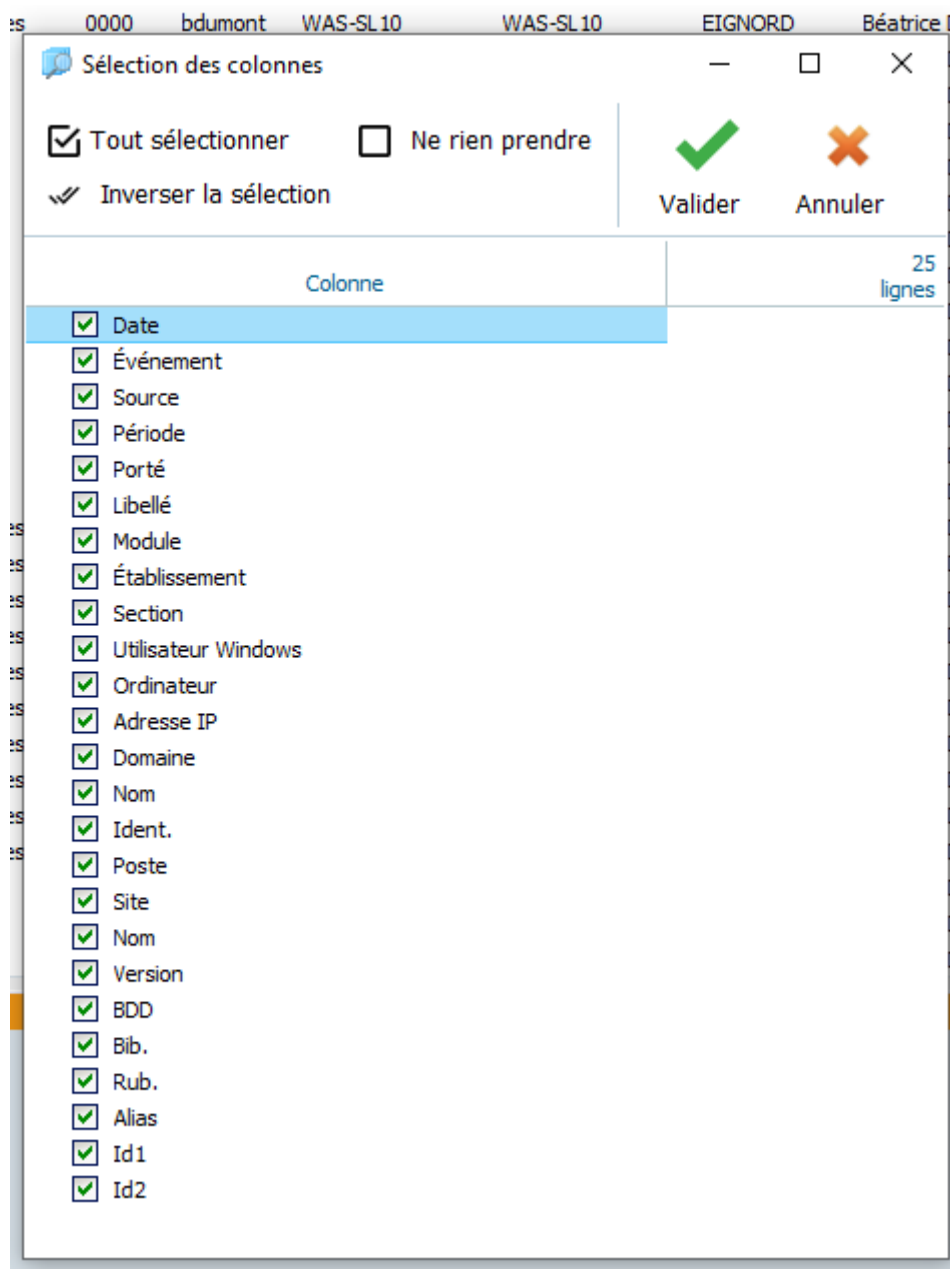 es 0000 bdumont WAS-SL10 WAS-SL10 EIGNORD Béatrice
Sélection des colonnes
Tout sélectionner Ne rien prendre
Inverser la sélection
Valider Annuler
Colonne 25 lignes
Date
Événement
Source
Période
Porté
Libellé
Module
Établissement
Section
Utilisateur Windows
Ordinateur
Adresse IP
Domaine
Nom
Ident.
Poste
Site
Nom
Version
BDD
Bib.
Rub.
Alias
Id1
Id2